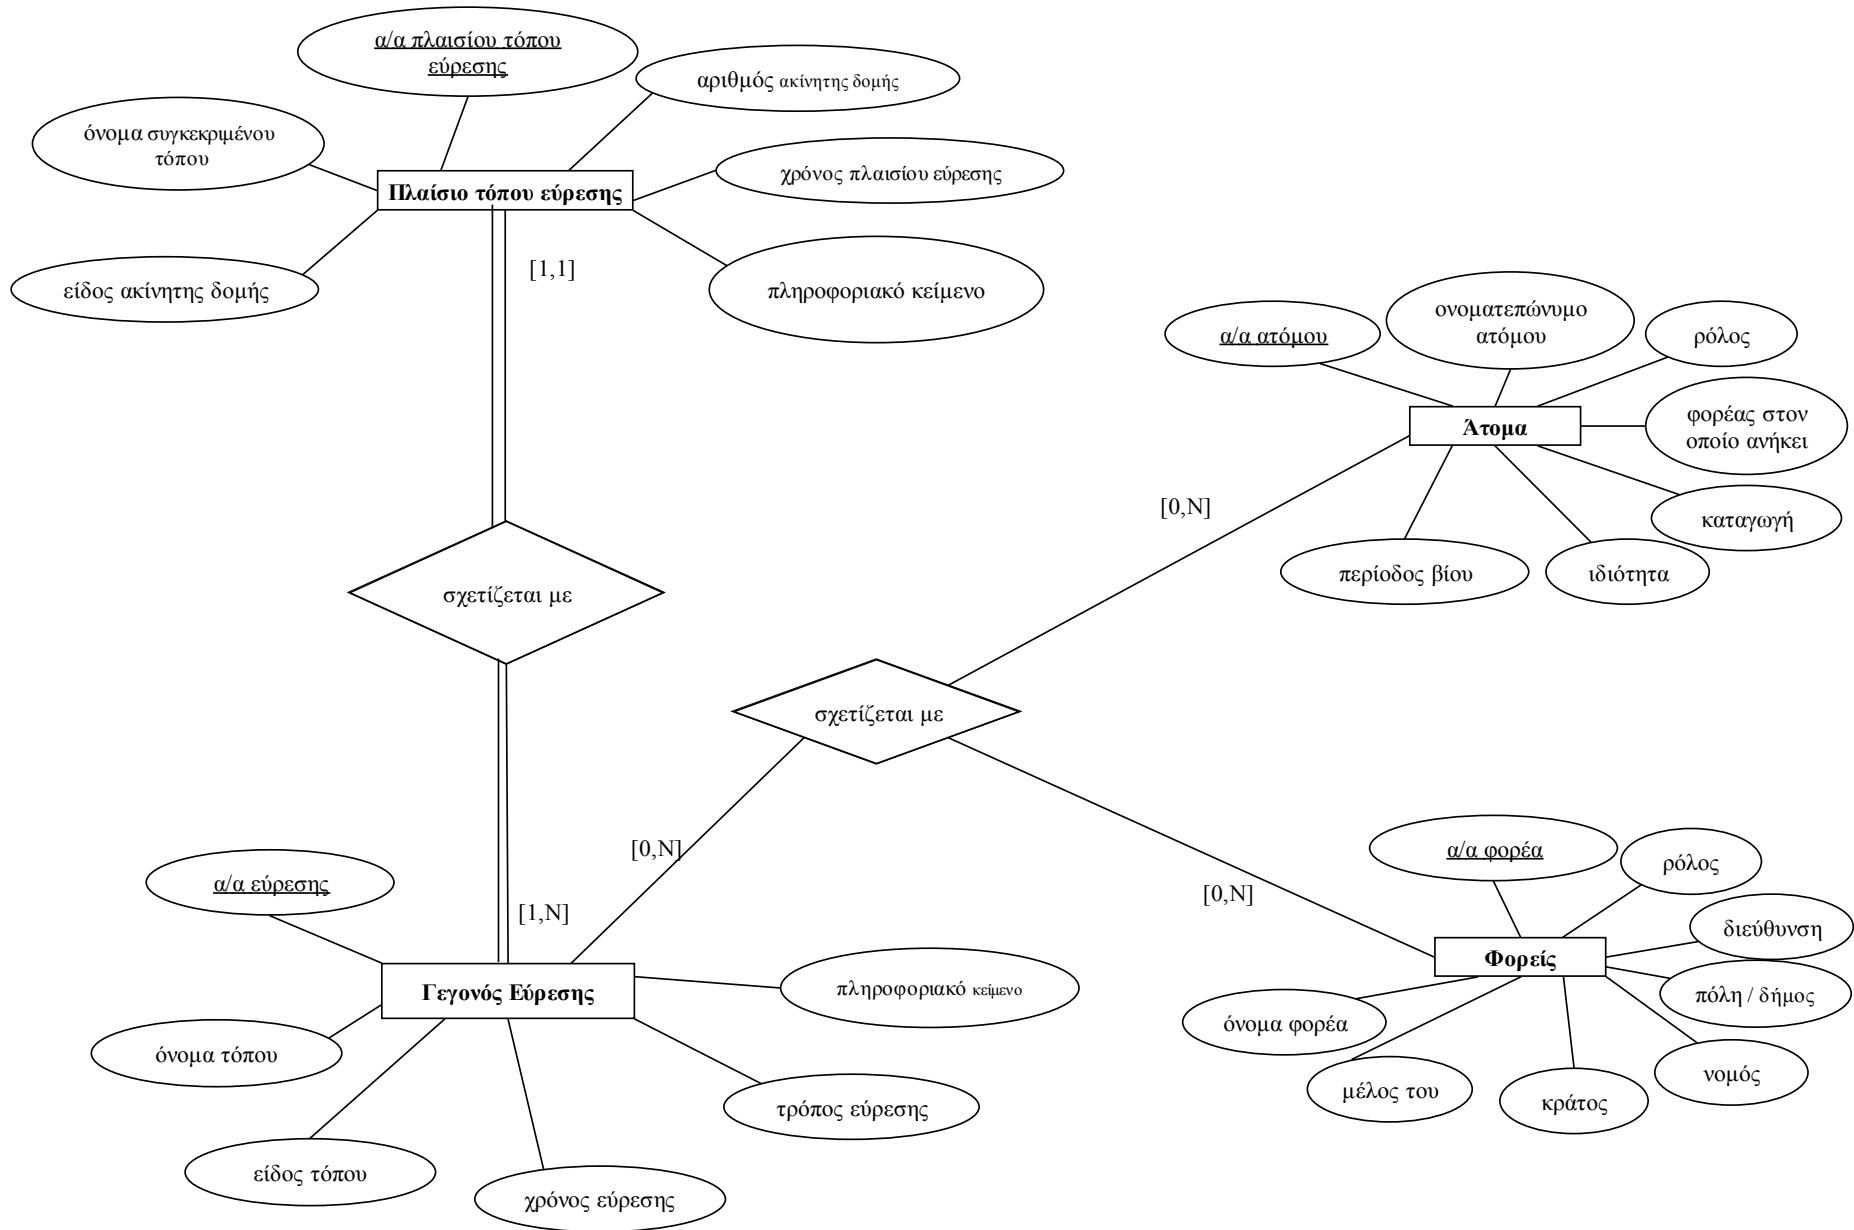 α/α πλαισίου τόπου
εύρεσης
αριθμός ακίνητης δομής
όνομα συγκεκριμένου
τόπου
χρόνος πλαισίου εύρεσης
Πλαίσιο τόπου εύρεσης
είδος ακίνητης δομής
[1,1]
πληροφοριακό κείμενο
α/α ατόμου
ονοματεπώνυμο
ατόμου
ρόλος
φορέας στον
οποίο ανήκει
Άτομα
[0,N]
καταγωγή
περίοδος βίου
ιδιότητα
σχετίζεται με
σχετίζεται με
[0,N]
[0,N]
[1,N]
α/α εύρεσης
Γεγονός Εύρεσης
πληροφοριακό κείμενο
όνομα τόπου
τρόπος εύρεσης
είδος τόπου
χρόνος εύρεσης
α/α φορέα
ρόλος
διεύθυνση
Φορείς
πόλη / δήμος
όνομα φορέα
νομός
μέλος του
κράτος